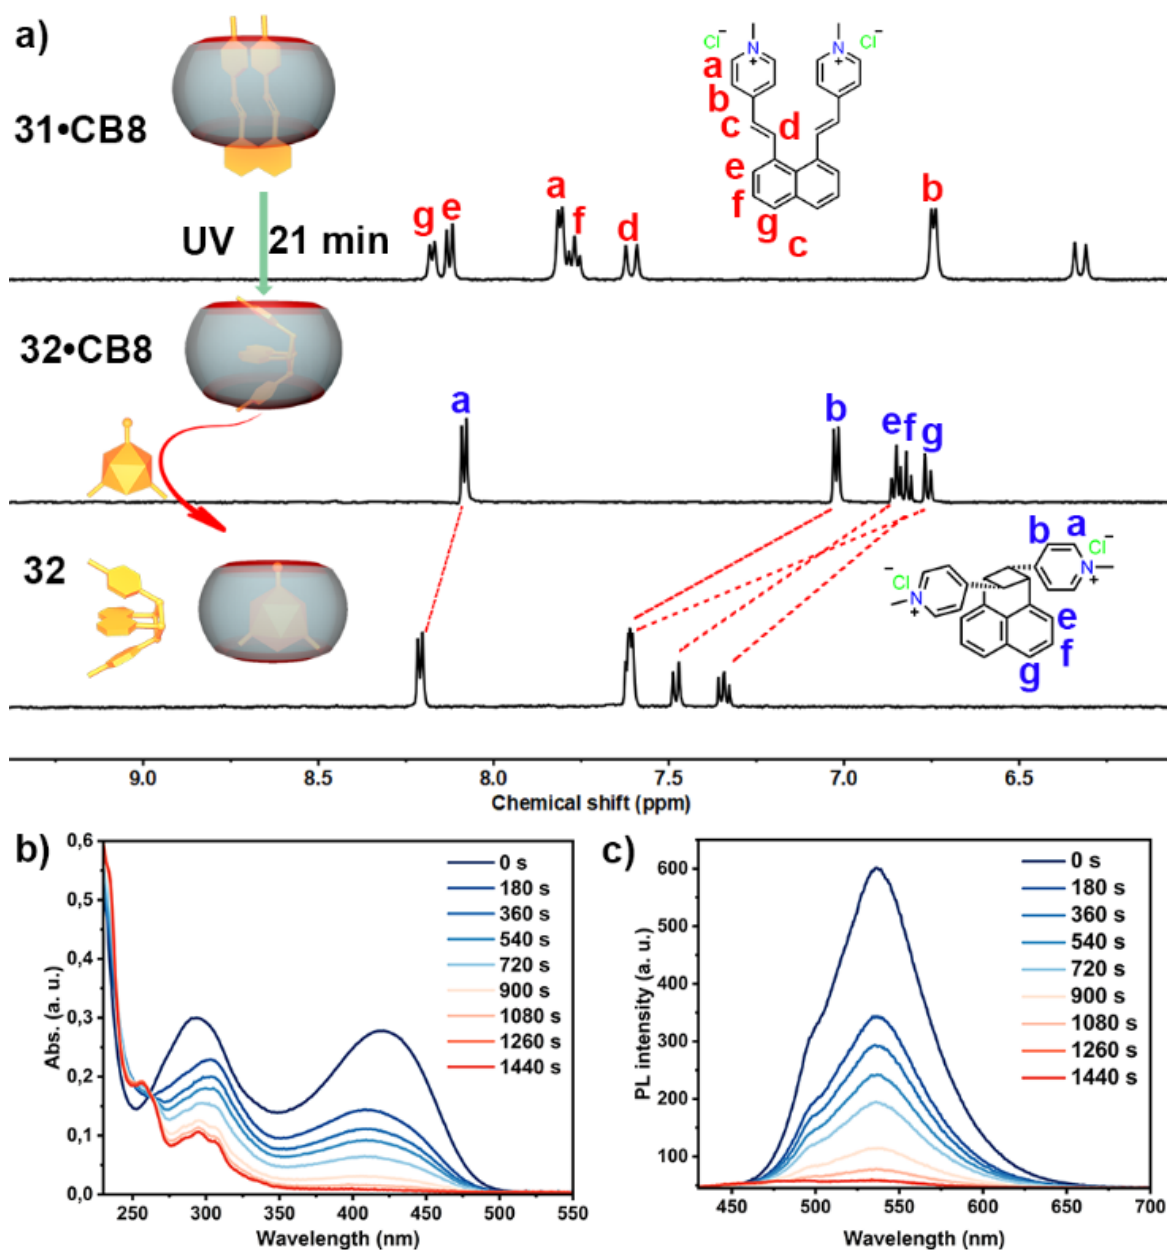 a)
31•CB8
UV 21 min
32•CB8
32
Cl⁻ CH₃ CH₃ Cl⁻
N⁺ N⁺
a
b
c d
e
f
g
c
g e a f d b
a b e f g
b a
Cl⁻
⁻Cl
N⁺
N⁺
e
f
g
9.0 8.5 8.0 7.5 7.0 6.5
Chemical shift (ppm)
b)
Abs. (a. u.)
0,6
0,5
0,4
0,3
0,2
0,1
0,0
0 s
180 s
360 s
540 s
720 s
900 s
1080 s
1260 s
1440 s
250 300 350 400 450 500 550
Wavelength (nm)
c)
PL intensity (a. u.)
600
500
400
300
200
100
0 s
180 s
360 s
540 s
720 s
900 s
1080 s
1260 s
1440 s
450 500 550 600 650 700
Wavelength (nm)